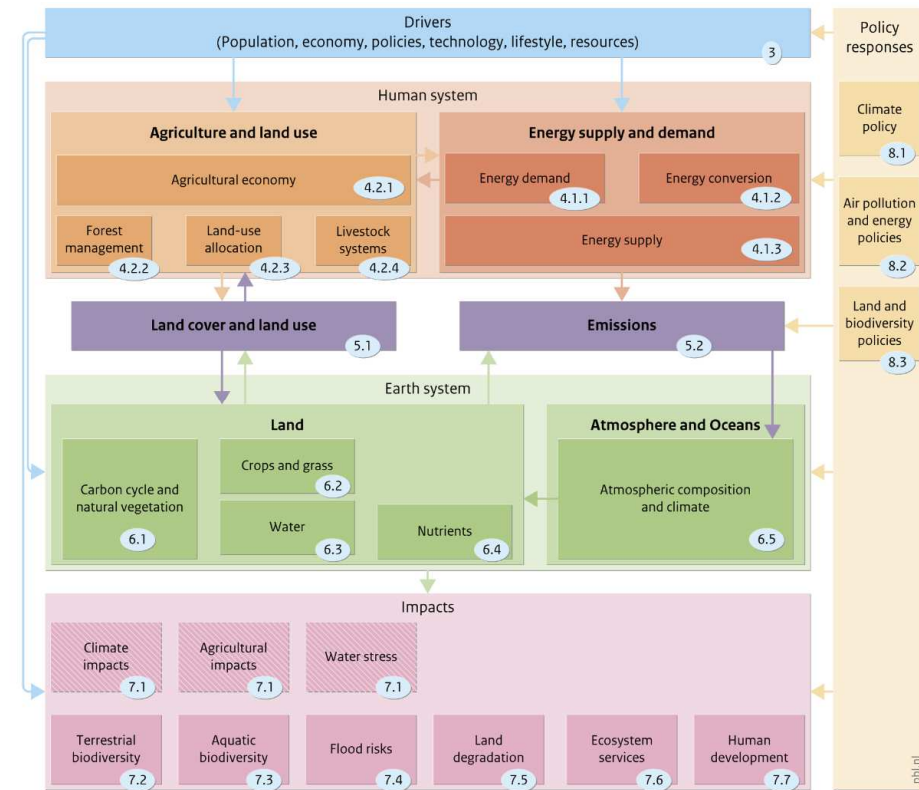 Drivers
(Population, economy, policies, technology, lifestyle, resources)
3
Policy
responses
Human system
Agriculture and land use
Energy supply and demand
Climate
policy
8.1
Agricultural economy
4.2.1
Energy demand
4.1.1
Energy conversion
4.1.2
Air pollution
and energy
policies
8.2
Forest
management
4.2.2
Land-use
allocation
4.2.3
Livestock
systems
4.2.4
Energy supply
4.1.3
Land cover and land use
5.1
Emissions
5.2
Land and
biodiversity
policies
8.3
Earth system
Land
Atmosphere and Oceans
Carbon cycle and
natural vegetation
6.1
Crops and grass
6.2
Water
6.3
Nutrients
6.4
Atmospheric composition
and climate
6.5
Impacts
Climate
impacts
7.1
Agricultural
impacts
7.1
Water stress
7.1
Terrestrial
biodiversity
7.2
Aquatic
biodiversity
7.3
Flood risks
7.4
Land
degradation
7.5
Ecosystem
services
7.6
Human
development
7.7
pbl.nl